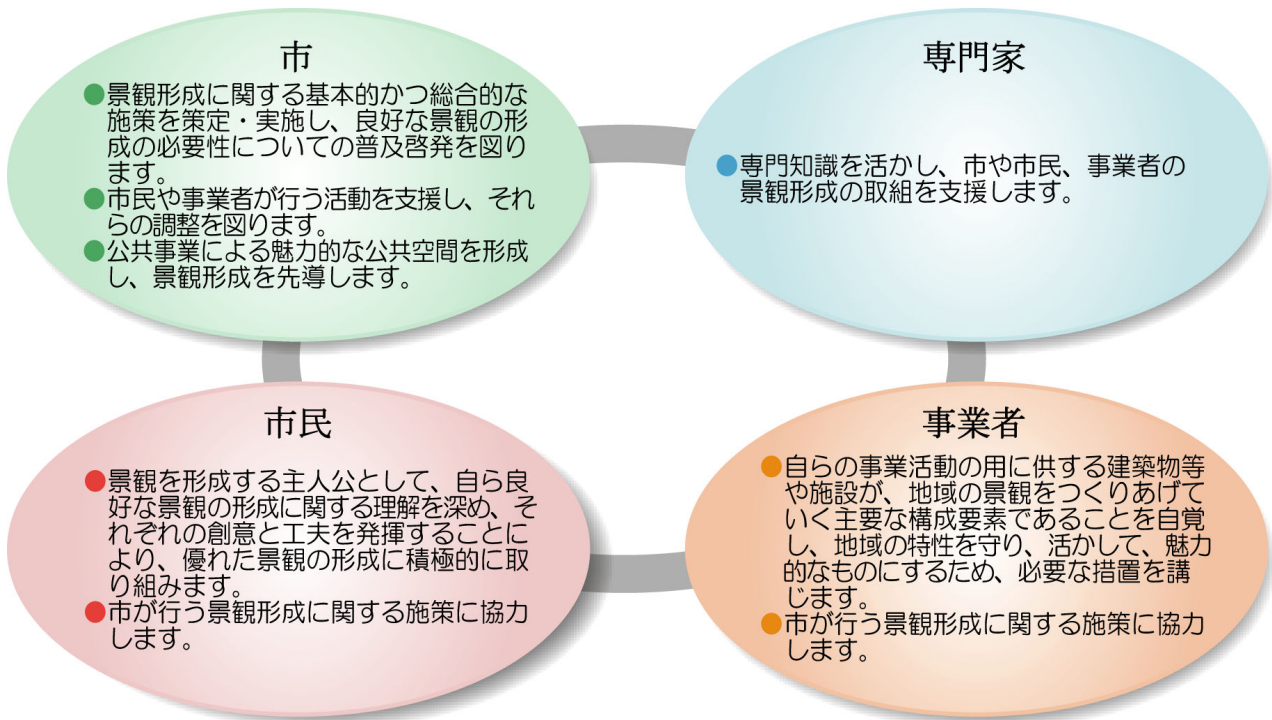 市
●景観形成に関する基本的かつ総合的な
施策を策定・実施し、良好な景観の形
成の必要性についての普及啓発を図り
ます。
●市民や事業者が行う活動を支援し、それ
らの調整を図ります。
●公共事業による魅力的な公共空間を形成
し、景観形成を先導します。
専門家
●専門知識を活かし、市や市民、事業者の
景観形成の取組を支援します。
市民
●景観を形成する主人公として、自ら良
好な景観の形成に関する理解を深め、そ
れぞれの創意と工夫を発揮することに
より、優れた景観の形成に積極的に取
り組みます。
●市が行う景観形成に関する施策に協力
します。
事業者
●自らの事業活動の用に供する建築物等
や施設が、地域の景観をつくりあげて
いく主要な構成要素であることを自覚
し、地域の特性を守り、活かして、魅力
的なものにするため、必要な措置を講
じます。
●市が行う景観形成に関する施策に協力
します。